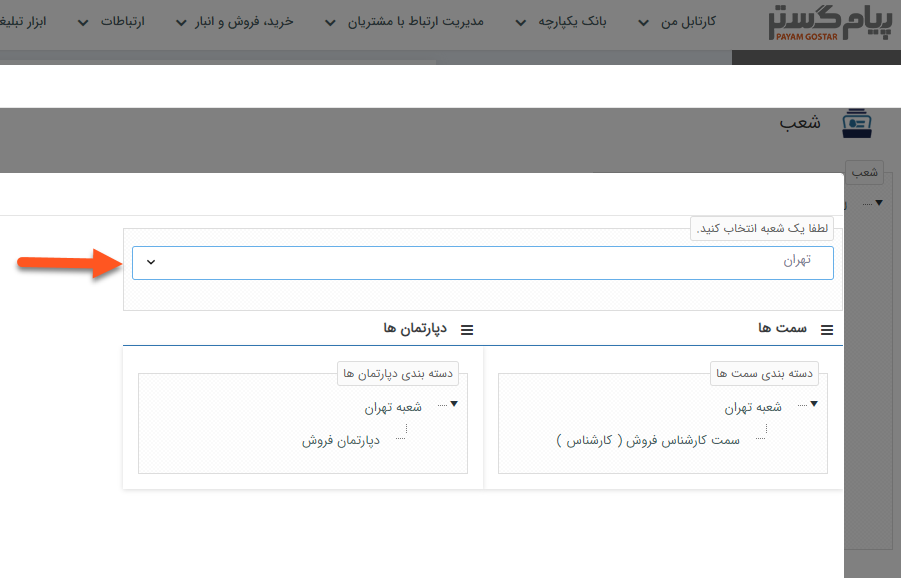 پیام گستر
PAYAM GOSTAR
کارتابل من
بانک یکپارچه
مدیریت ارتباط با مشتریان
خرید، فروش و انبار
ارتباطات
ابزار تبلیغ
شعب
شعب
لطفا یک شعبه انتخاب کنید.
تهران
سمت ها
دپارتمان ها
دسته بندی سمت ها
دسته بندی دپارتمان ها
شعبه تهران
شعبه تهران
سمت کارشناس فروش ( کارشناس )
دپارتمان فروش